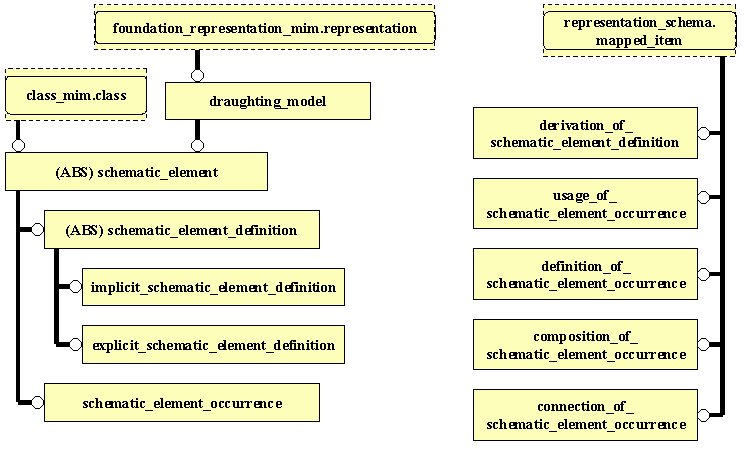 foundation_representation_mim.representation
representation_schema.
mapped_item
class_mim.class
draughting_model
derivation_of_
schematic_element_definition
(ABS) schematic_element
usage_of_
schematic_element_occurrence
(ABS) schematic_element_definition
definition_of_
schematic_element_occurrence
implicit_schematic_element_definition
composition_of_
schematic_element_occurrence
explicit_schematic_element_definition
schematic_element_occurrence
connection_of_
schematic_element_occurrence